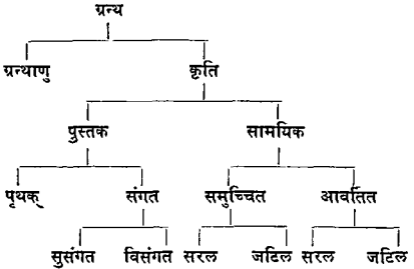 ग्रन्थ
ग्रन्थाणु कृति
पुस्तक सामयिक
पृथक् संगत समुच्चित आवर्तित
सुसंगत विसंगत सरल जटिल सरल जटिल